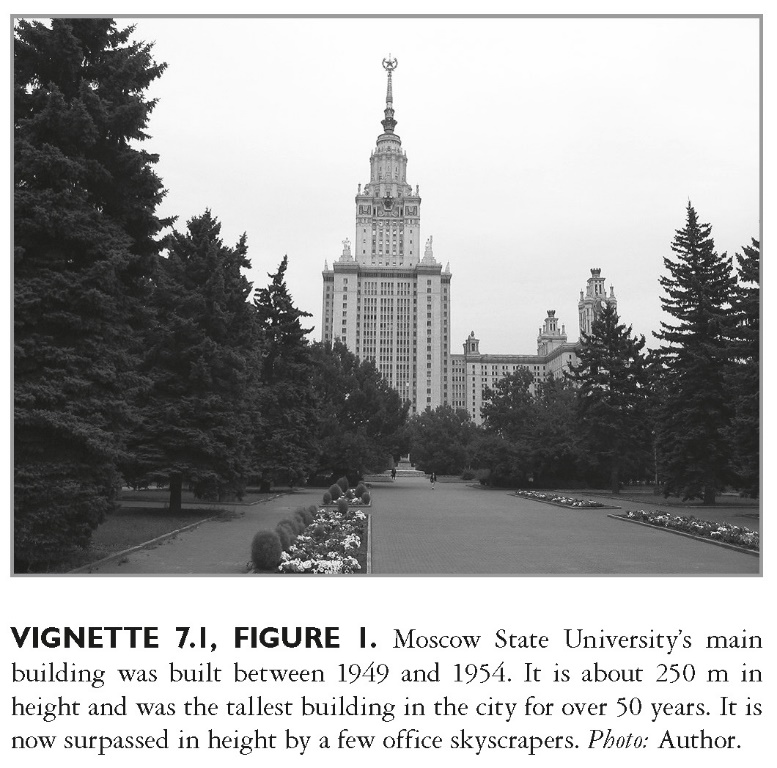 VIGNETTE 7.1, FIGURE 1. Moscow State University's main
building was built between 1949 and 1954. It is about 250 m in
height and was the tallest building in the city for over 50 years. It is
now surpassed in height by a few office skyscrapers. Photo: Author.